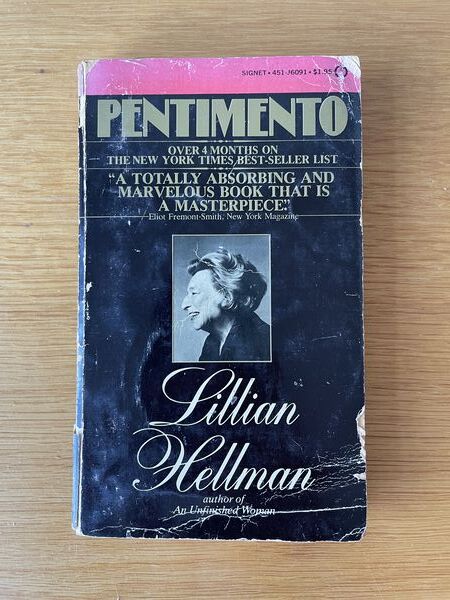 SIGNET • 451-J6091 • $1.95
PENTIMENTO
OVER 4 MONTHS ON
THE NEW YORK TIMES BEST-SELLER LIST
"A TOTALLY ABSORBING AND
MARVELOUS BOOK THAT IS
A MASTERPIECE."
Eliot Fremont-Smith, New York Magazine
Lillian
Hellman
author of
An Unfinished Woman